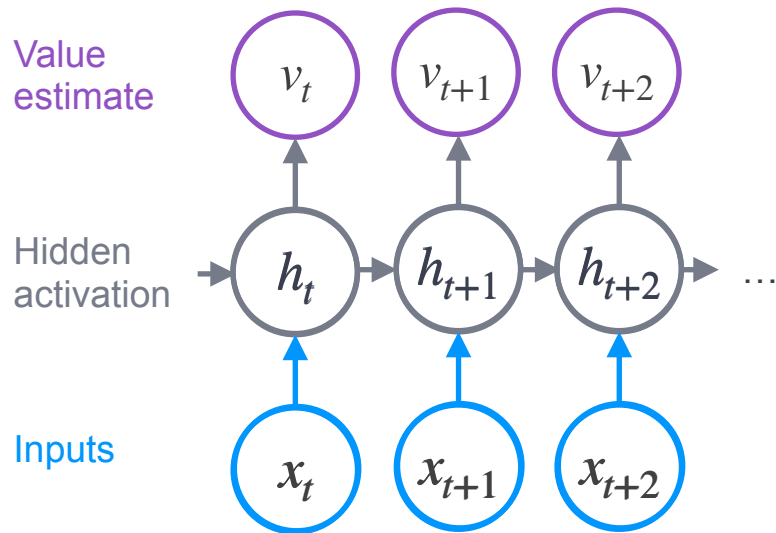 Value
estimate
v_t
v_{t+1}
v_{t+2}
Hidden
activation
h_t
h_{t+1}
h_{t+2}
...
Inputs
x_t
x_{t+1}
x_{t+2}